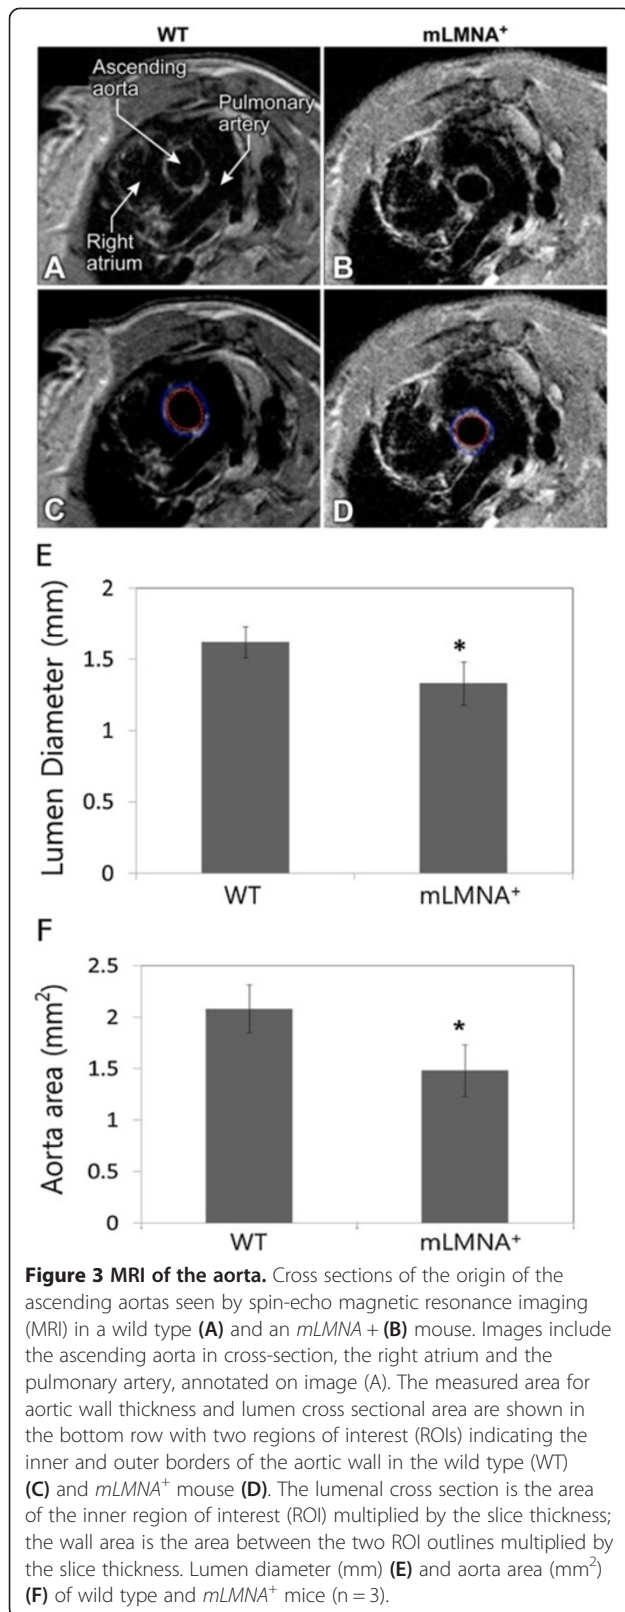 WT
mLMNA⁺
Ascending
aorta
Pulmonary
artery
Right
atrium
A
B
C
D
E
2
1.5
1
0.5
0
Lumen Diameter (mm)
*
WT
mLMNA⁺
F
2.5
2
1.5
1
0.5
0
Aorta area (mm²)
*
WT
mLMNA⁺
Figure 3 MRI of the aorta. Cross sections of the origin of the
ascending aortas seen by spin-echo magnetic resonance imaging
(MRI) in a wild type (A) and an mLMNA + (B) mouse. Images include
the ascending aorta in cross-section, the right atrium and the
pulmonary artery, annotated on image (A). The measured area for
aortic wall thickness and lumen cross sectional area are shown in
the bottom row with two regions of interest (ROIs) indicating the
inner and outer borders of the aortic wall in the wild type (WT)
(C) and mLMNA⁺ mouse (D). The lumenal cross section is the area
of the inner region of interest (ROI) multiplied by the slice thickness;
the wall area is the area between the two ROI outlines multiplied by
the slice thickness. Lumen diameter (mm) (E) and aorta area (mm²)
(F) of wild type and mLMNA⁺ mice (n = 3).